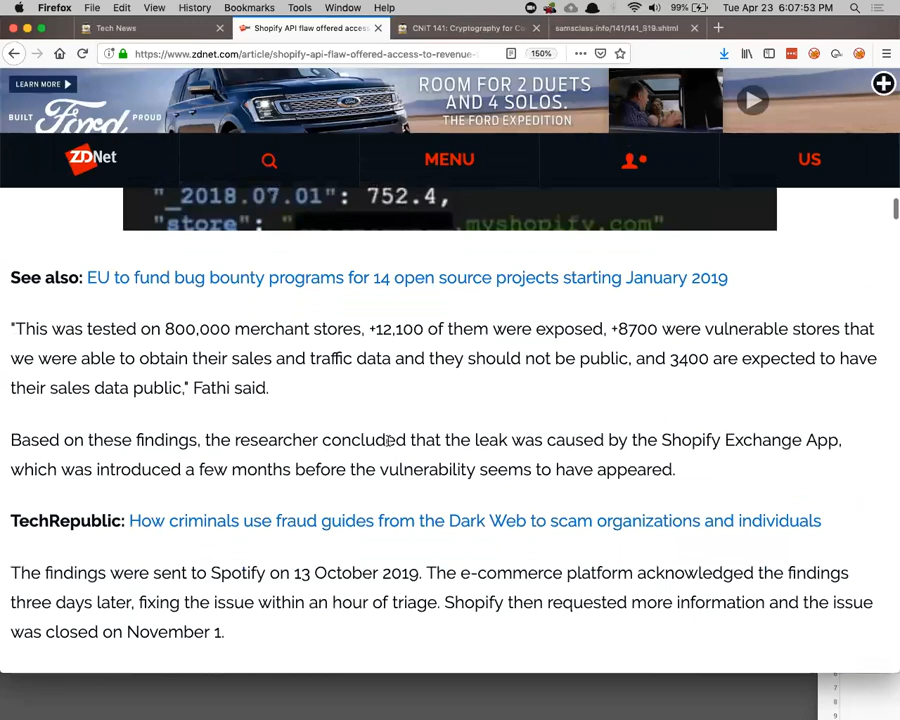 Firefox File Edit View History Bookmarks Tools Window Help 99% Tue Apr 23 6:07:53 PM
Tech News × Shopify API flaw offered access × CNIT 141: Cryptography for Co × samsclass.info/141/141_S19.shtml × +
https://www.zdnet.com/article/shopify-api-flaw-offered-access-to-revenue- 150%
LEARN MORE
BUILT Ford PROUD
ROOM FOR 2 DUETS
AND 4 SOLOS.
THE FORD EXPEDITION
ZDNet MENU US
"_2018.07.01": 752.4,
"store": " .myshopify.com"
See also: EU to fund bug bounty programs for 14 open source projects starting January 2019
"This was tested on 800,000 merchant stores, +12,100 of them were exposed, +8700 were vulnerable stores that
we were able to obtain their sales and traffic data and they should not be public, and 3400 are expected to have
their sales data public," Fathi said.
Based on these findings, the researcher concluded that the leak was caused by the Shopify Exchange App,
which was introduced a few months before the vulnerability seems to have appeared.
TechRepublic: How criminals use fraud guides from the Dark Web to scam organizations and individuals
The findings were sent to Spotify on 13 October 2019. The e-commerce platform acknowledged the findings
three days later, fixing the issue within an hour of triage. Shopify then requested more information and the issue
was closed on November 1.
7
8
9